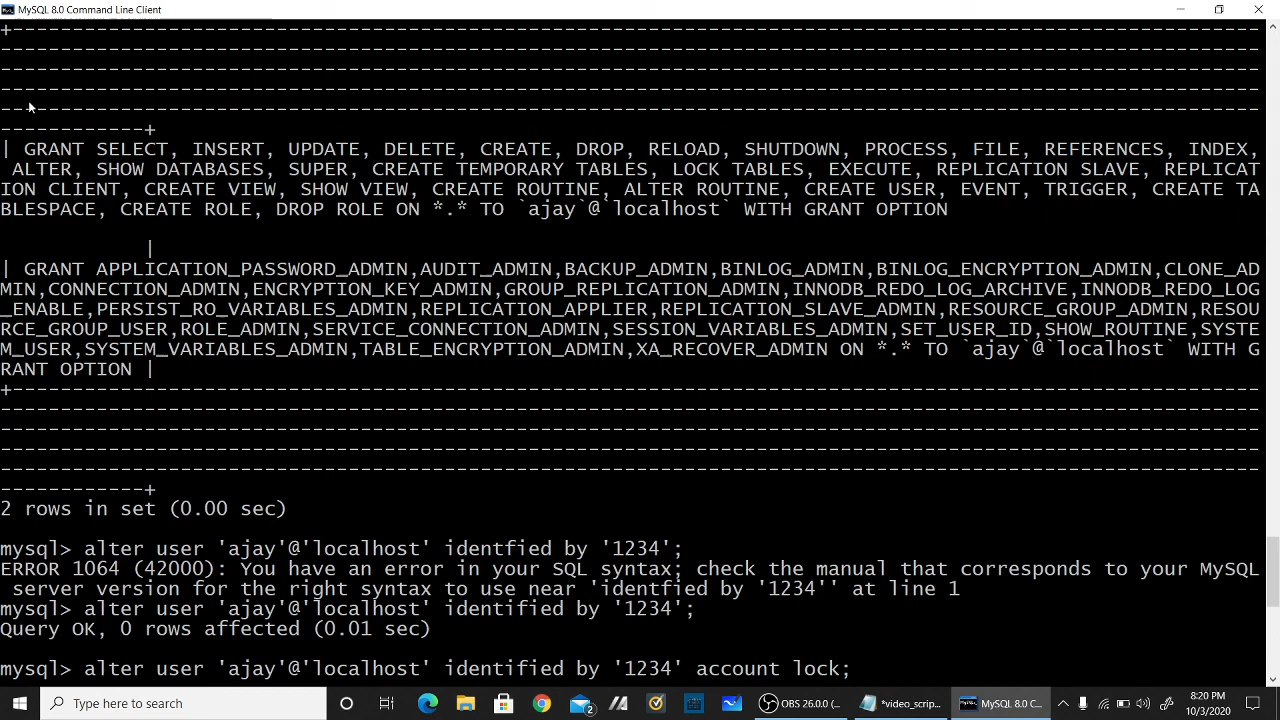 MySQL 8.0 Command Line Client
+--------------------------------------------------------------------------------------------------------
---------------------------------------------------------------------------------------------------------
---------------------------------------------------------------------------------------------------------
---------------------------------------------------------------------------------------------------------
---------------------------------------------------------------------------------------------------------
------------+
| GRANT SELECT, INSERT, UPDATE, DELETE, CREATE, DROP, RELOAD, SHUTDOWN, PROCESS, FILE, REFERENCES, INDEX,
 ALTER, SHOW DATABASES, SUPER, CREATE TEMPORARY TABLES, LOCK TABLES, EXECUTE, REPLICATION SLAVE, REPLICAT
ION CLIENT, CREATE VIEW, SHOW VIEW, CREATE ROUTINE, ALTER ROUTINE, CREATE USER, EVENT, TRIGGER, CREATE TA
BLESPACE, CREATE ROLE, DROP ROLE ON *.* TO `ajay`@`localhost` WITH GRANT OPTION
|
| GRANT APPLICATION_PASSWORD_ADMIN,AUDIT_ADMIN,BACKUP_ADMIN,BINLOG_ADMIN,BINLOG_ENCRYPTION_ADMIN,CLONE_AD
MIN,CONNECTION_ADMIN,ENCRYPTION_KEY_ADMIN,GROUP_REPLICATION_ADMIN,INNODB_REDO_LOG_ARCHIVE,INNODB_REDO_LOG
_ENABLE,PERSIST_RO_VARIABLES_ADMIN,REPLICATION_APPLIER,REPLICATION_SLAVE_ADMIN,RESOURCE_GROUP_ADMIN,RESOU
RCE_GROUP_USER,ROLE_ADMIN,SERVICE_CONNECTION_ADMIN,SESSION_VARIABLES_ADMIN,SET_USER_ID,SHOW_ROUTINE,SYSTE
M_USER,SYSTEM_VARIABLES_ADMIN,TABLE_ENCRYPTION_ADMIN,XA_RECOVER_ADMIN ON *.* TO `ajay`@`localhost` WITH G
RANT OPTION |
+--------------------------------------------------------------------------------------------------------
---------------------------------------------------------------------------------------------------------
---------------------------------------------------------------------------------------------------------
---------------------------------------------------------------------------------------------------------
---------------------------------------------------------------------------------------------------------
------------+
2 rows in set (0.00 sec)
mysql> alter user 'ajay'@'localhost' identfied by '1234';
ERROR 1064 (42000): You have an error in your SQL syntax; check the manual that corresponds to your MySQL
 server version for the right syntax to use near 'identfied by '1234'' at line 1
mysql> alter user 'ajay'@'localhost' identified by '1234';
Query OK, 0 rows affected (0.01 sec)
mysql> alter user 'ajay'@'localhost' identified by '1234' account lock;
Type here to search
2
OBS 26.0.0 (...
*video_scrip...
MySQL 8.0 C...
8:20 PM
10/3/2020